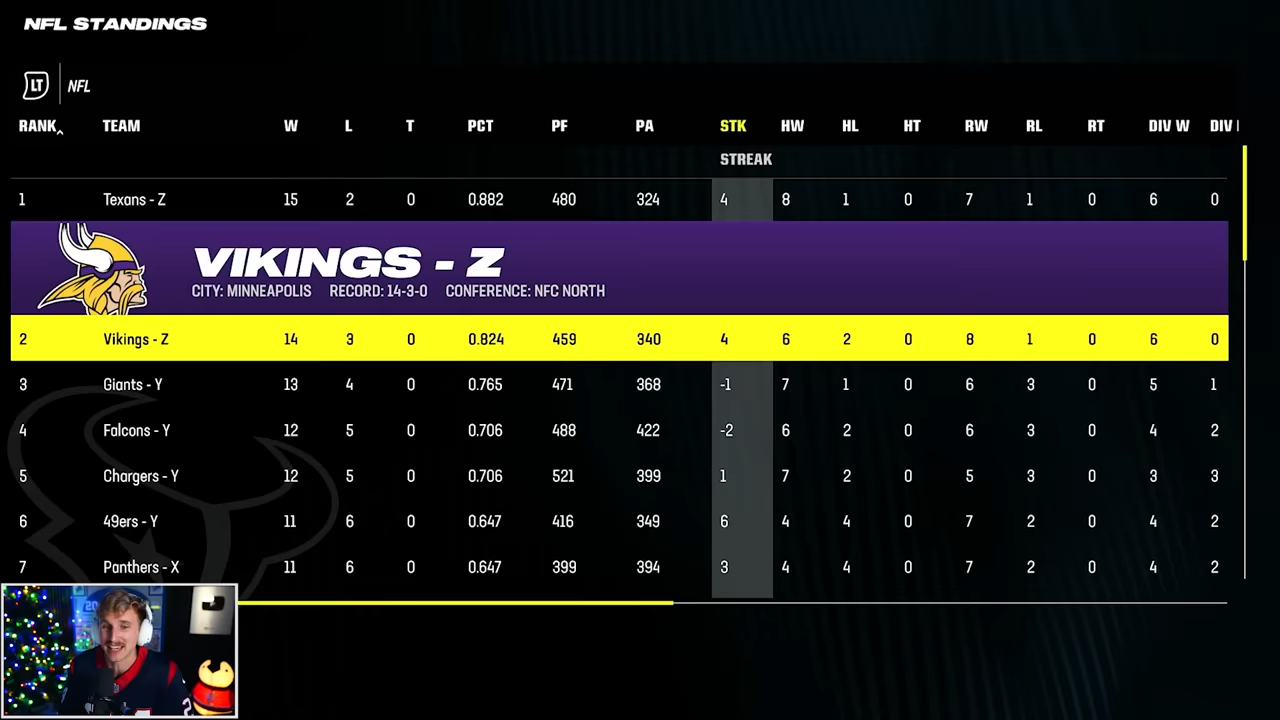 NFL STANDINGS
LT NFL
RANK TEAM W L T PCT PF PA STK HW HL HT RW RL RT DIV W DIV
STREAK
1 Texans - Z 15 2 0 0.882 480 324 4 8 1 0 7 1 0 6 0
VIKINGS - Z
CITY: MINNEAPOLIS RECORD: 14-3-0 CONFERENCE: NFC NORTH
2 Vikings - Z 14 3 0 0.824 459 340 4 6 2 0 8 1 0 6 0
3 Giants - Y 13 4 0 0.765 471 368 -1 7 1 0 6 3 0 5 1
4 Falcons - Y 12 5 0 0.706 488 422 -2 6 2 0 6 3 0 4 2
5 Chargers - Y 12 5 0 0.706 521 399 1 7 2 0 5 3 0 3 3
6 49ers - Y 11 6 0 0.647 416 349 6 4 4 0 7 2 0 4 2
7 Panthers - X 11 6 0 0.647 399 394 3 4 4 0 7 2 0 4 2